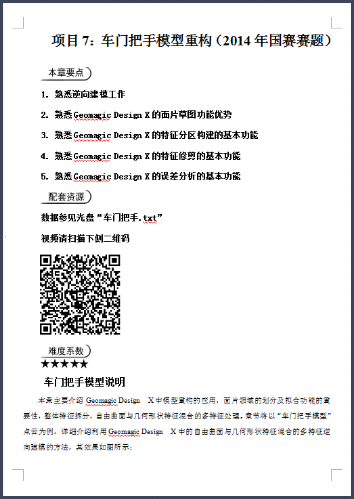 项目 7：车门把手模型重构（2014 年国赛赛题）
本章要点
1. 熟悉逆向建模工作
2. 熟悉 Geomagic Design X 的面片草图功能优势
3. 熟悉 Geomagic Design X 的特征分区构建的基本功能
4. 熟悉 Geomagic Design X 的特征修剪的基本功能
5. 熟悉 Geomagic Design X 的误差分析的基本功能
配套资源
数据参见光盘“车门把手.txt”
视频请扫描下侧二维码
难度系数
★★★★★
车门把手模型说明
本章主要介绍 Geomagic Design X 中模型重构的应用，面片领域的划分及拟合功能的重
要性，整体特征拆分，自由曲面与几何形状特征混合的多特征处理。章节将以“车门把手模型”
点云为例，详细介绍利用 Geomagic Design X 中的自由曲面与几何形状特征混合的多特征逆
向建模的方法，其效果如图所示：